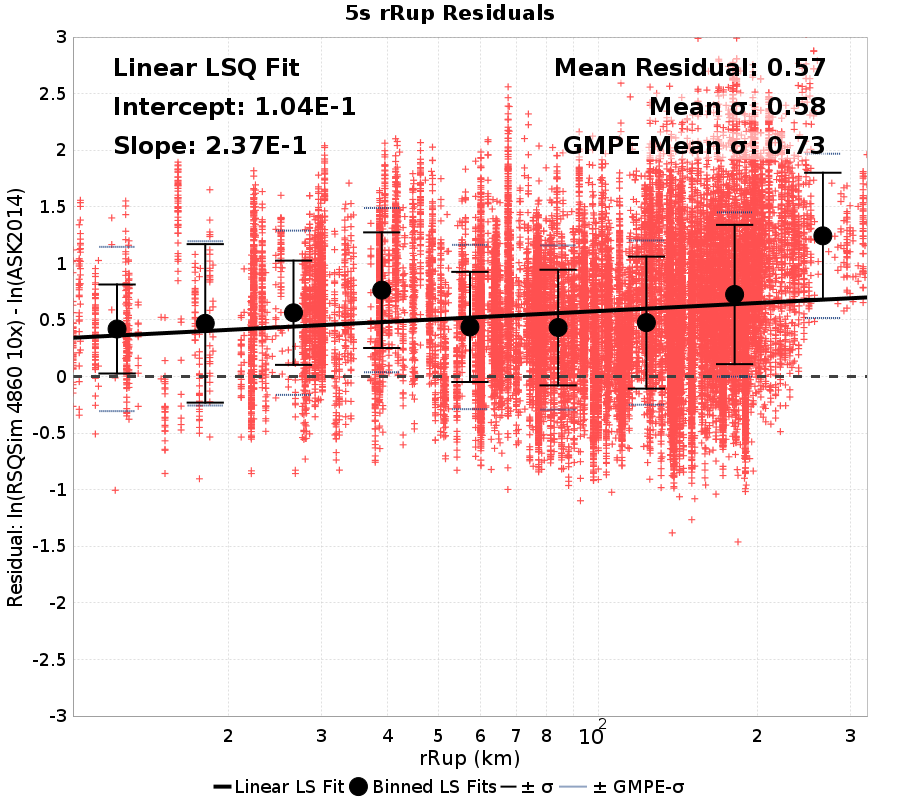 5s rRup Residuals
Linear LSQ Fit
Intercept: 1.04E-1
Slope: 2.37E-1
Mean Residual: 0.57
Mean σ: 0.58
GMPE Mean σ: 0.73
Residual: ln(RSQSim 4860 10x) - ln(ASK2014)
3
2.5
2
1.5
1
0.5
0
-0.5
-1
-1.5
-2
-2.5
-3
2 3 4 5 6 7 8 10^2 2 3
rRup (km)
Linear LS Fit Binned LS Fits ± σ ± GMPE-σ